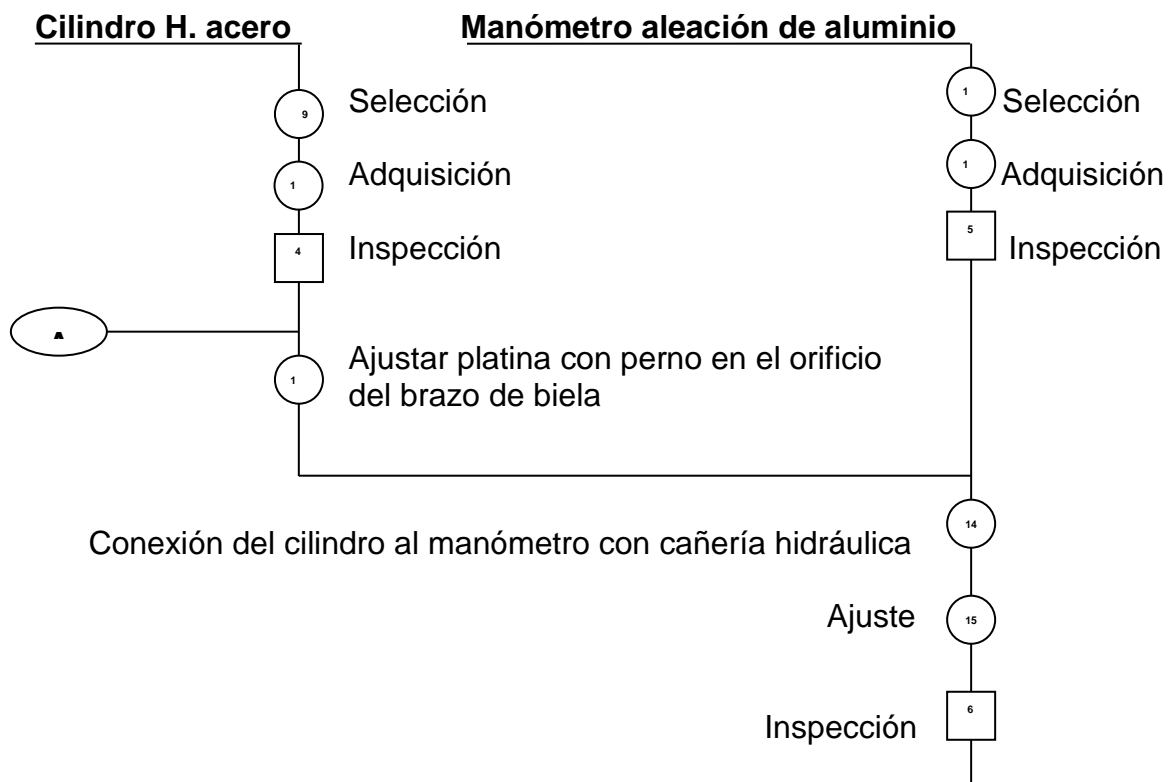 Cilindro H. acero
Manómetro aleación de aluminio
9
Selección
1
Selección
1
Adquisición
1
Adquisición
4
Inspección
5
Inspección
A
1
Ajustar platina con perno en el orificio
del brazo de biela
14
Conexión del cilindro al manómetro con cañería hidráulica
Ajuste
15
6
Inspección